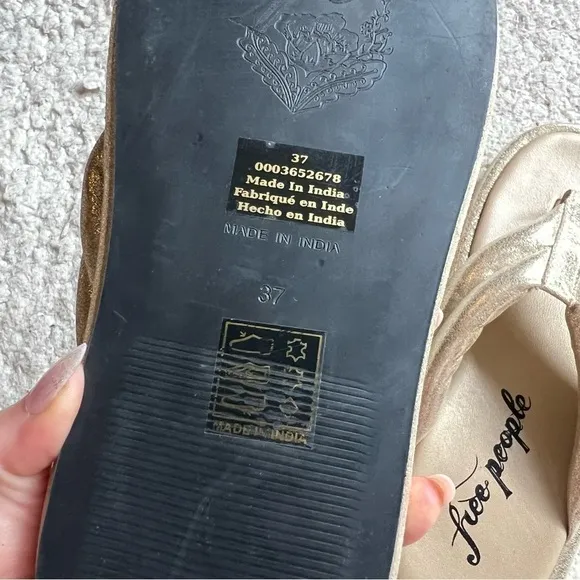 37
0003652678
Made In India
Fabriqué en Inde
Hecho en India
MADE IN INDIA
37
MADE IN INDIA
free people